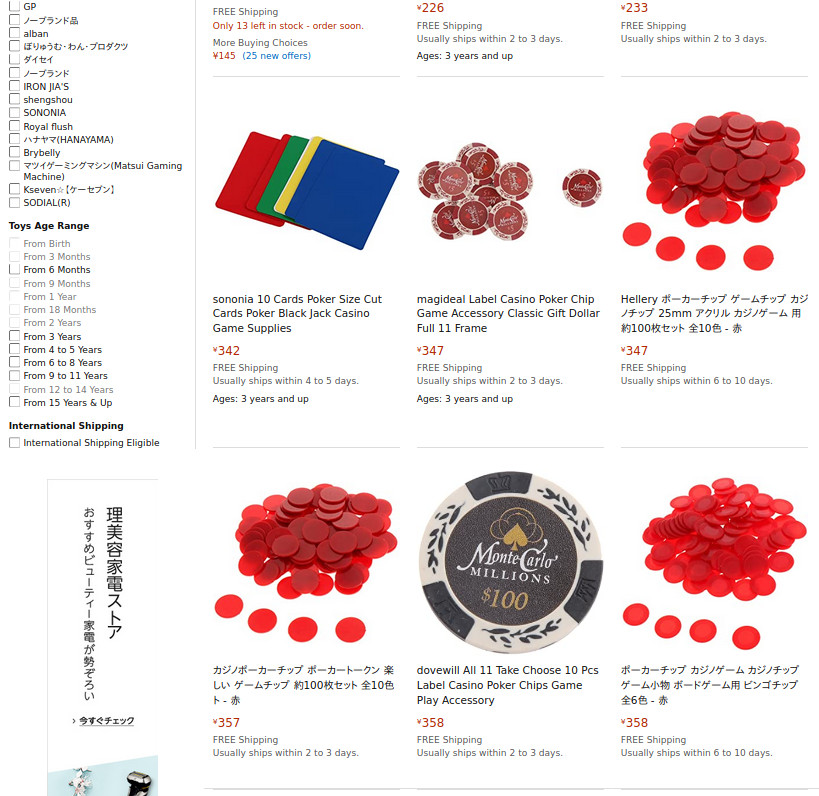 GP
ノーブランド品
alban
ぼりゅうむ・わん・プロダクツ
ダイセイ
ノーブランド
IRON JIA'S
shengshou
SONONIA
Royal flush
ハナヤマ(HANAYAMA)
Brybelly
マツイゲーミングマシン(Matsui Gaming
Machine)
Kseven☆【ケーセブン】
SODIAL(R)
Toys Age Range
From Birth
From 3 Months
From 6 Months
From 9 Months
From 1 Year
From 18 Months
From 2 Years
From 3 Years
From 4 to 5 Years
From 6 to 8 Years
From 9 to 11 Years
From 12 to 14 Years
From 15 Years & Up
International Shipping
International Shipping Eligible
理美容家電ストア
おすすめビューティー家電が勢ぞろい
› 今すぐチェック
FREE Shipping
Only 13 left in stock - order soon.
More Buying Choices
¥145 (25 new offers)
¥226
FREE Shipping
Usually ships within 2 to 3 days.
Ages: 3 years and up
¥233
FREE Shipping
Usually ships within 2 to 3 days.
sononia 10 Cards Poker Size Cut
Cards Poker Black Jack Casino
Game Supplies
¥342
FREE Shipping
Usually ships within 4 to 5 days.
Ages: 3 years and up
magideal Label Casino Poker Chip
Game Accessory Classic Gift Dollar
Full 11 Frame
¥347
FREE Shipping
Usually ships within 2 to 3 days.
Ages: 3 years and up
Hellery ポーカーチップ ゲームチップ カジ
ノチップ 25mm アクリル カジノゲーム 用
約100枚セット 全10色 - 赤
¥347
FREE Shipping
Usually ships within 6 to 10 days.
カジノポーカーチップ ポーカートークン 楽
しい ゲームチップ 約100枚セット 全10色
ト - 赤
¥357
FREE Shipping
Usually ships within 2 to 3 days.
Monte Carlo
MILLIONS
$100
dovewill All 11 Take Choose 10 Pcs
Label Casino Poker Chips Game
Play Accessory
¥358
FREE Shipping
Usually ships within 2 to 3 days.
ポーカーチップ カジノゲーム カジノチップ
ゲーム小物 ボードゲーム用 ビンゴチップ
全6色 - 赤
¥358
FREE Shipping
Usually ships within 6 to 10 days.